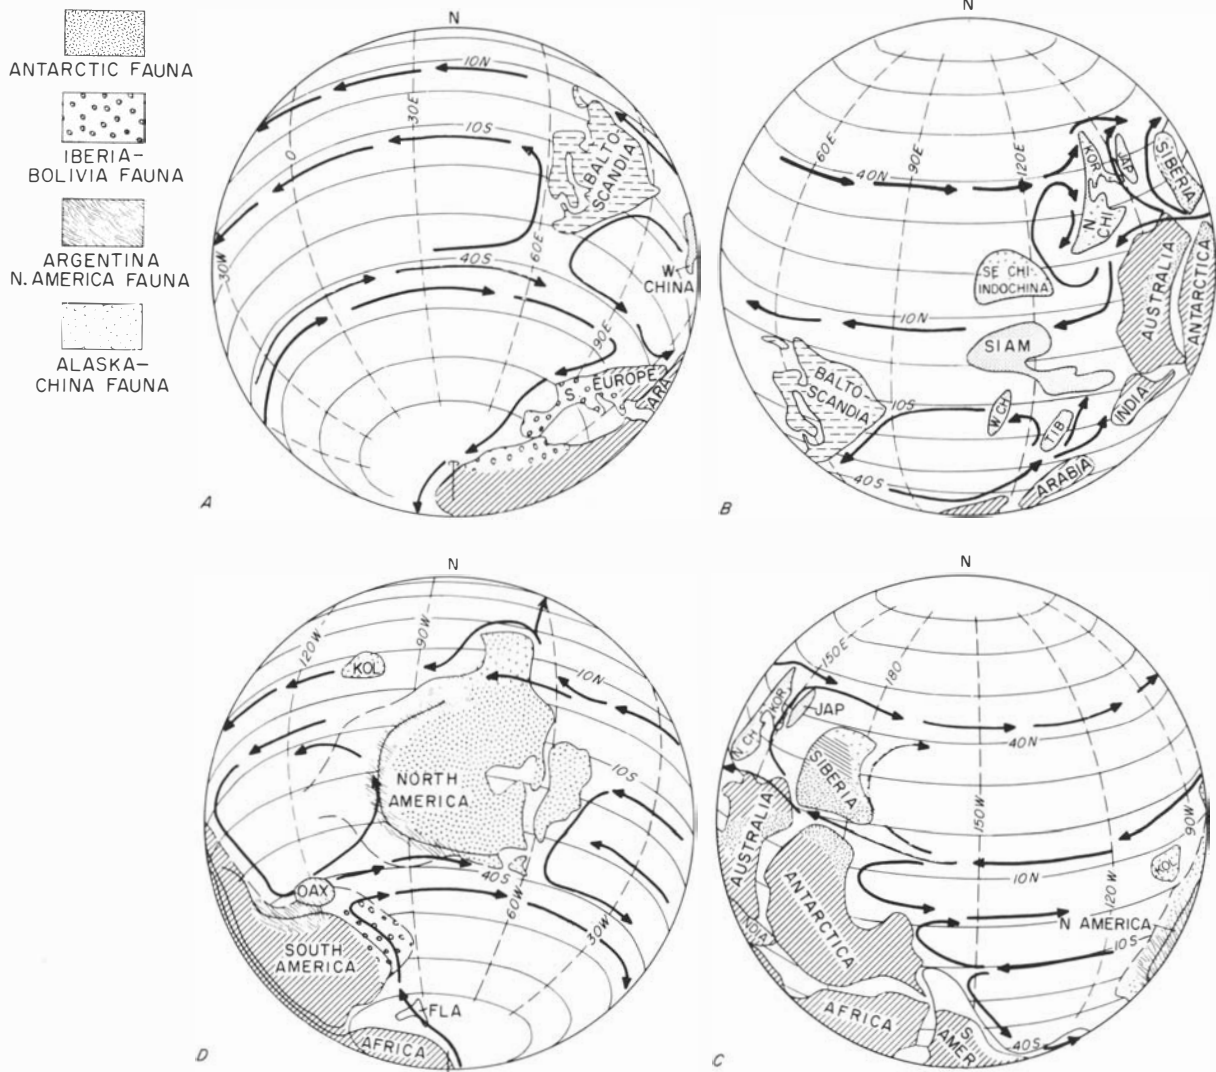 ANTARCTIC FAUNA
IBERIA-
BOLIVIA FAUNA
ARGENTINA
N. AMERICA FAUNA
ALASKA-
CHINA FAUNA
N
10N
30E
10S
0
BALTO
SCANDIA
30W
40S
60E
W
CHINA
90E
S. EUROPE
ARA
A
N
60E
90E
120E
40N
KOR
JAP
SIBERIA
N CHI
SE CHI
INDOCHINA
AUSTRALIA
ANTARCTICA
10N
SIAM
BALTO
SCANDIA
10S
W CH
TIB
INDIA
40S
ARABIA
B
N
120W
90W
KOL
10N
NORTH
AMERICA
10S
OAX
40S
60W
30W
SOUTH
AMERICA
FLA
AFRICA
D
N
150E
180
KOR
JAP
N CH
40N
SIBERIA
150W
90W
AUSTRALIA
120W
KOL
10N
ANTARCTICA
N AMERICA
10S
NDIA
AFRICA
S
AMER
40S
C